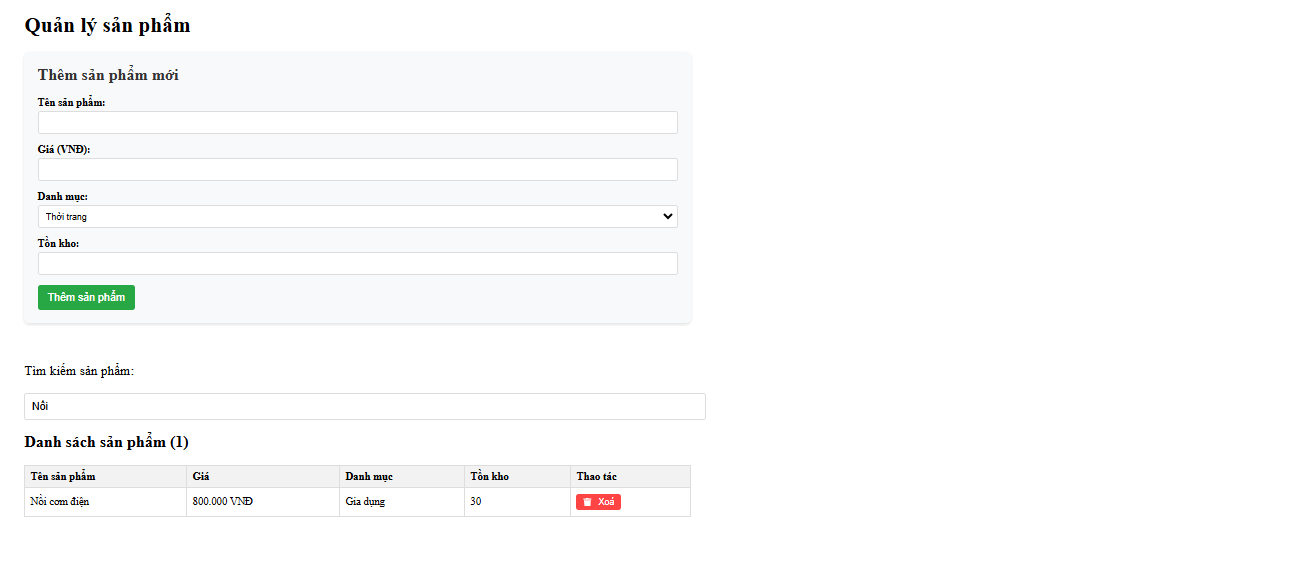 Quản lý sản phẩm
Thêm sản phẩm mới
Tên sản phẩm:
Giá (VNĐ):
Danh mục:
Thời trang
Tồn kho:
Thêm sản phẩm
Tìm kiếm sản phẩm:
Nồi
Danh sách sản phẩm (1)
Tên sản phẩm Giá Danh mục Tồn kho Thao tác
Nồi cơm điện 800.000 VNĐ Gia dụng 30 Xoá